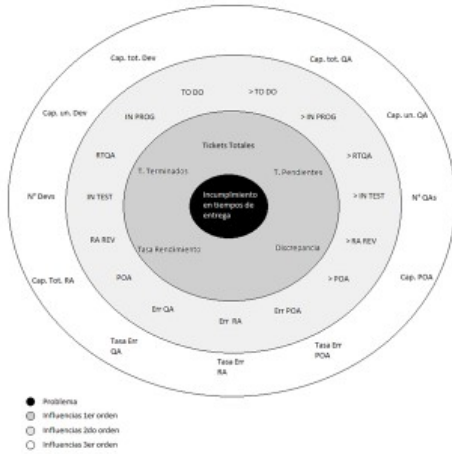 Cap. tot. Dev
Cap. tot. QA
TO DO
> TO DO
Cap. un. Dev
IN PROG
> IN PROG
Cap. un. QA
Tickets Totales
RTQA
> RTQA
T. Terminados
T. Pendientes
Nº Devs
IN TEST
Incumplimiento
en tiempos de
entrega
> IN TEST
Nº QAs
RA REV
> RA REV
Tasa Rendimiento
Discrepancia
Cap. Tot. RA
POA
> POA
Cap. POA
Err QA
Err RA
Err POA
Tasa Err
QA
Tasa Err
RA
Tasa Err
POA
Problema
Influencias 1er orden
Influencias 2do orden
Influencias 3er orden